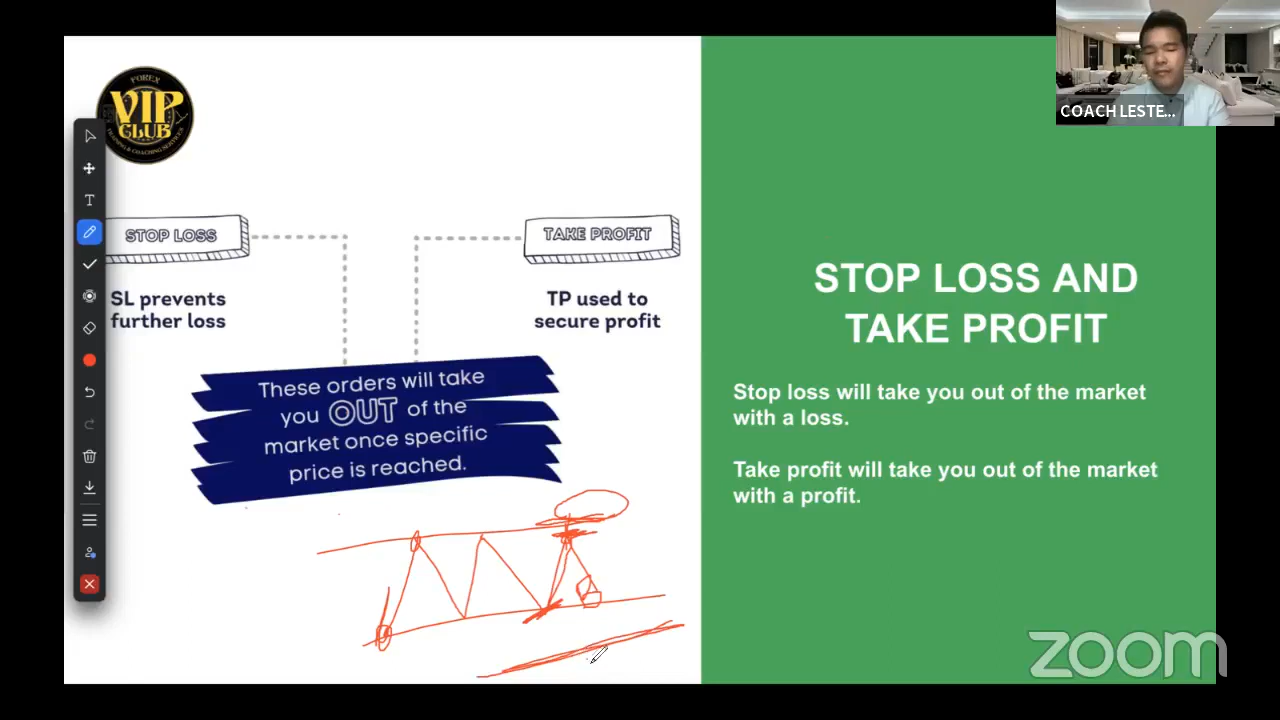 FOREX
VIP
CLUB
TRAINING & COACHING SERVICES
COACH LESTE...
T
STOP LOSS
TAKE PROFIT
SL prevents
further loss
TP used to
secure profit
These orders will take
you OUT of the
market once specific
price is reached.
STOP LOSS AND
TAKE PROFIT
Stop loss will take you out of the market
with a loss.
Take profit will take you out of the market
with a profit.
zoom